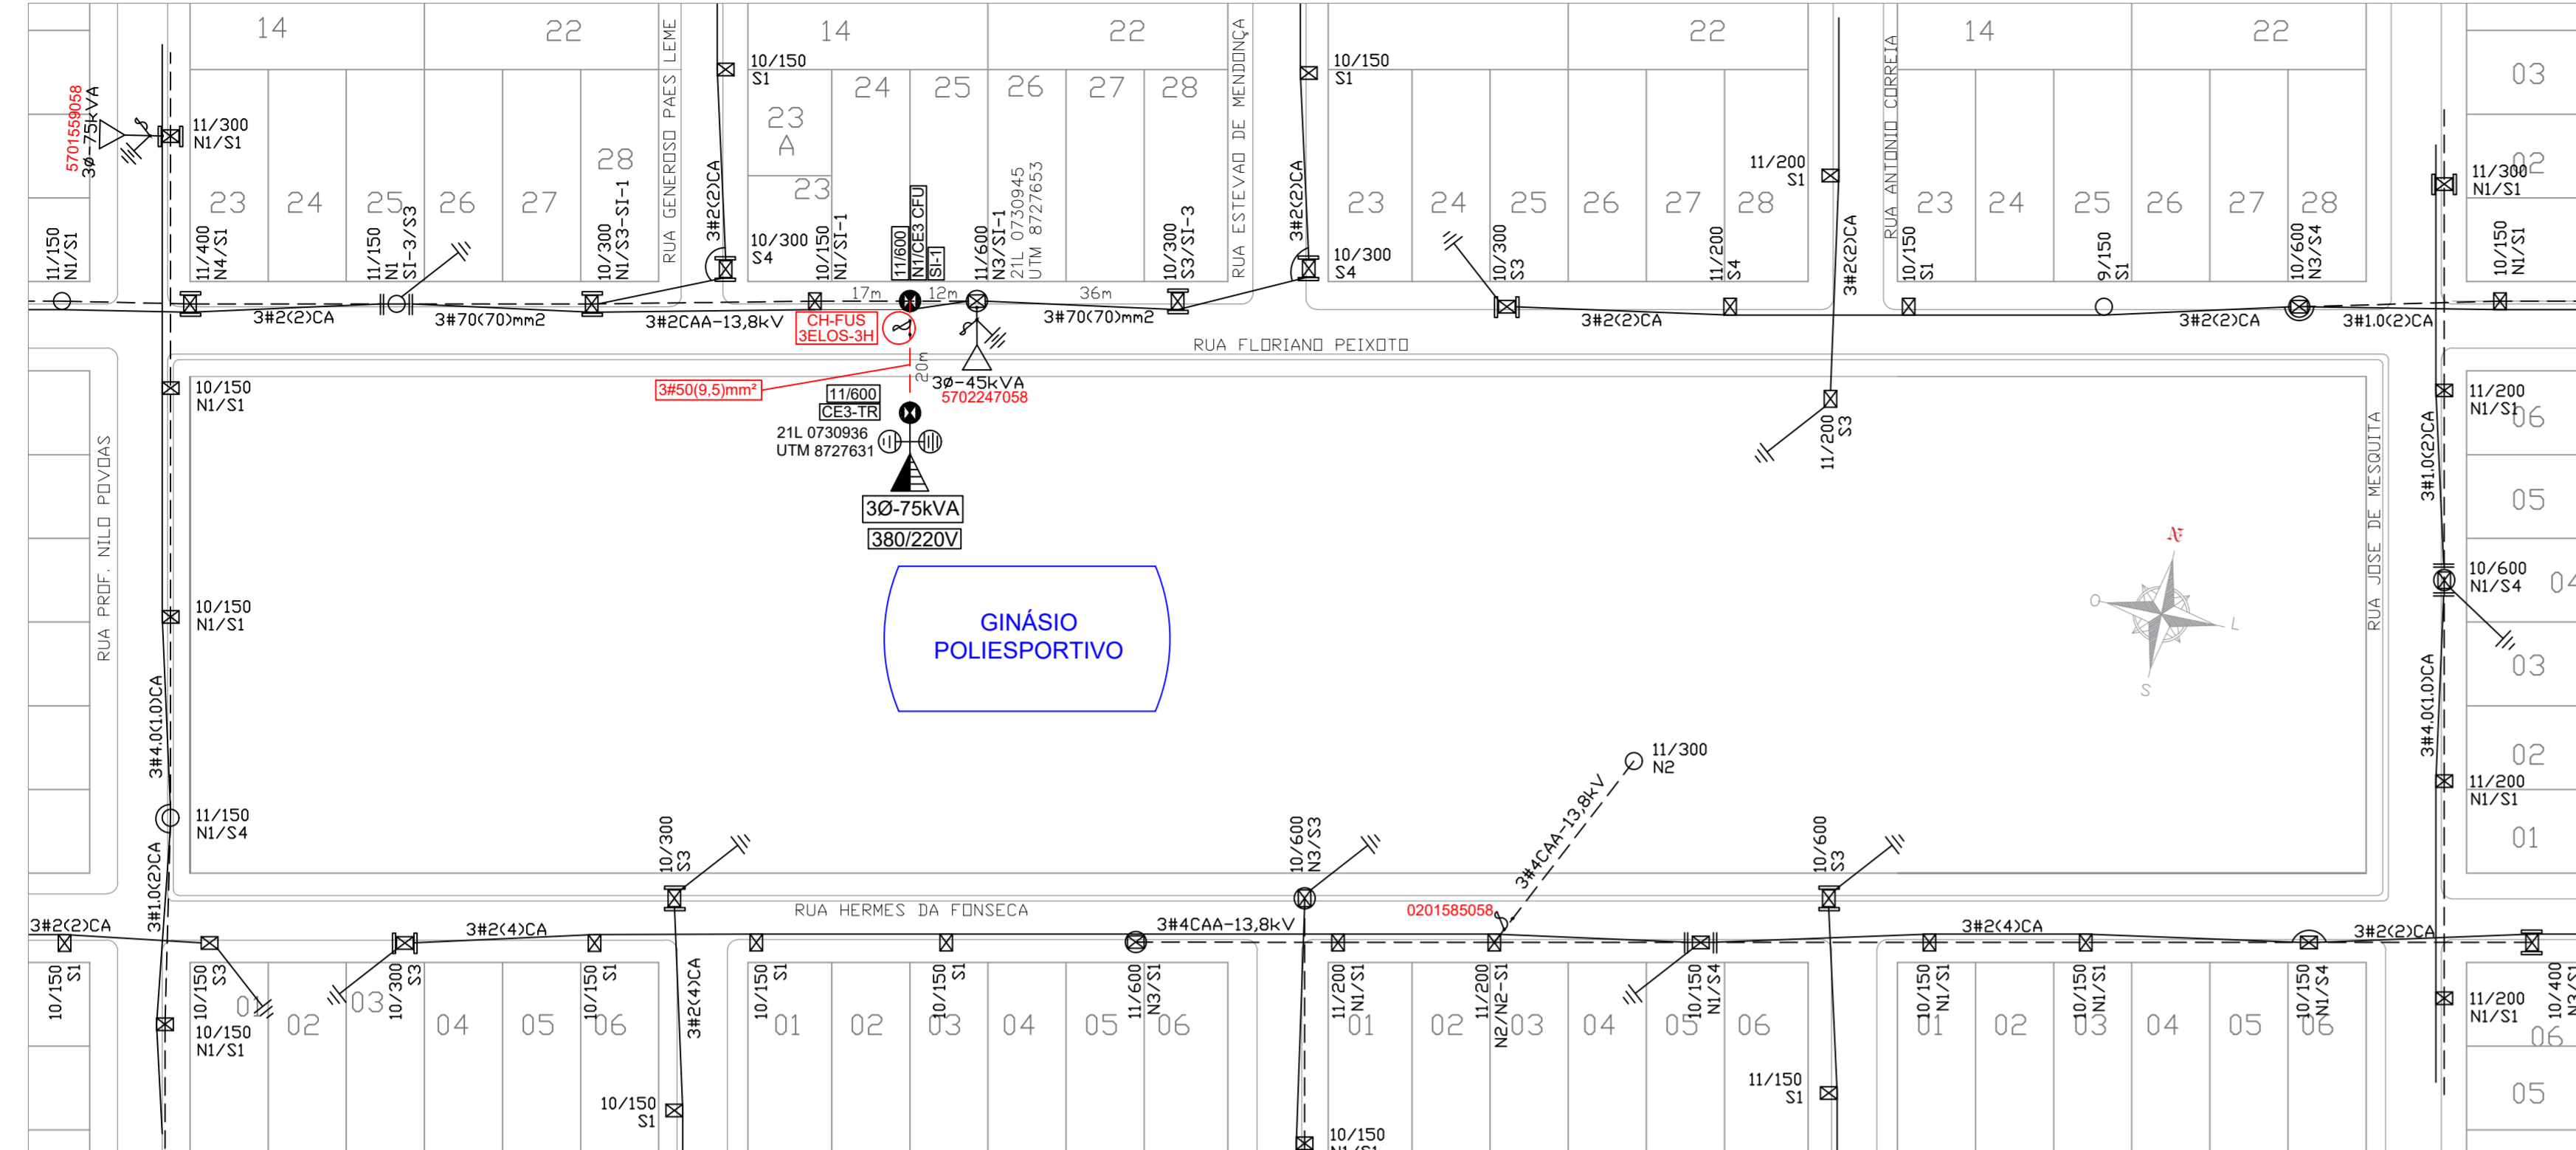 14
22
14
22
22
14
22
03
02
RUA GENEROSO PAES LEME
RUA ESTEVAO DE MENDONÇA
RUA ANTONIO CORREIA
5701559058
3ø-75kVA
11/300
N1/S1
10/150
S1
10/150
S1
11/200
S1
11/300
N1/S1
23
24
25
26
27
28
23
A
23
24
25
26
27
28
23
24
25
26
27
28
23
24
25
26
27
28
11/150
N1/S1
11/400
N4/S1
11/150
N1
SI-3/S3
10/300
N1/S3-SI-1
3#2(2)CA
10/300
S4
10/150
N1/SI-1
11/600
N1/CE3 CFU
SI-1
11/600
N3/SI-1
21L 0730945
UTM 8727653
10/300
S3/SI-3
3#2(2)CA
10/300
S4
10/300
S3
11/200
S4
3#2(2)CA
10/150
S1
9/150
S1
10/600
N3/S4
10/150
N1/S1
17m
12m
36m
3#2(2)CA
3#70(70)mm2
3#2CAA-13,8kV
CH-FUS
3ELOS-3H
3#70(70)mm2
3#2(2)CA
3#2(2)CA
3#1.0(2)CA
RUA FLORIANO PEIXOTO
20m
3#50(9,5)mm²
3ø-45kVA
5702247058
11/600
CE3-TR
21L 0730936
UTM 8727631
3Ø-75kVA
380/220V
10/150
N1/S1
11/200
S3
11/200
N1/S1
06
05
04
03
02
01
RUA PROF. NILO POVOAS
RUA JOSE DE MESQUITA
3#1.0(2)CA
10/150
N1/S1
GINÁSIO
POLIESPORTIVO
N
O
L
S
10/600
N1/S4
3#4.0(1.0)CA
3#4.0(1.0)CA
11/300
N2
3#4CAA-13,8kV
11/200
N1/S1
11/150
N1/S4
3#1.0(2)CA
10/300
S3
10/600
N3/S3
10/600
S3
RUA HERMES DA FONSECA
0201585058
3#2(2)CA
3#2(4)CA
3#4CAA-13,8kV
3#2(4)CA
3#2(2)CA
10/150
S1
10/150
S3
10/300
S3
10/150
S1
3#2(4)CA
10/150
S1
10/150
S1
11/600
N3/S1
11/200
N1/S1
11/200
N2/N2-S1
10/150
N1/S4
10/150
N1/S1
10/150
N1/S1
10/150
N1/S4
11/200
N1/S1
10/400
N3/S1
01
02
03
04
05
06
01
02
03
04
05
06
01
02
03
04
05
06
01
02
03
04
05
06
06
05
10/150
N1/S1
10/150
S1
11/150
S1
10/150
N1/S1